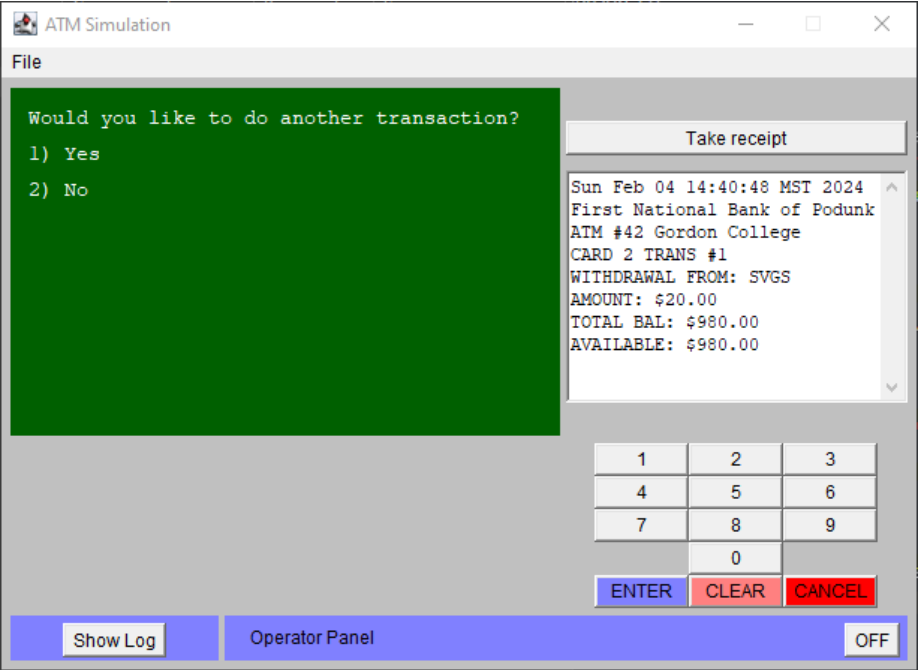 ATM Simulation
File
Would you like to do another transaction?
1) Yes
2) No
Take receipt
Sun Feb 04 14:40:48 MST 2024
First National Bank of Podunk
ATM #42 Gordon College
CARD 2 TRANS #1
WITHDRAWAL FROM: SVGS
AMOUNT: $20.00
TOTAL BAL: $980.00
AVAILABLE: $980.00
1 2 3
4 5 6
7 8 9
0
ENTER CLEAR CANCEL
Show Log Operator Panel OFF